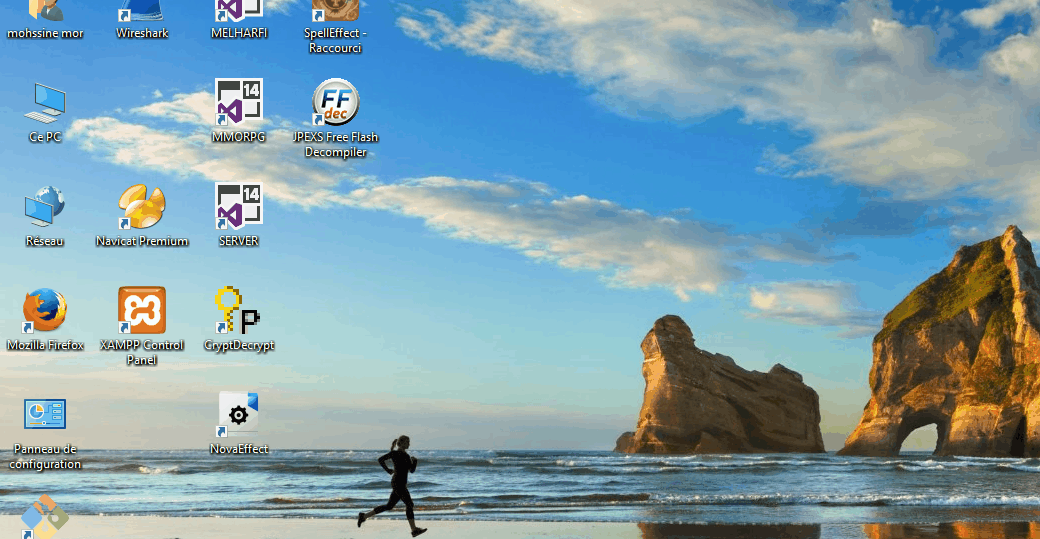 mohssine mor
Wireshark
MELHARFI
SpellEffect -
Raccourci
Ce PC
14
MMORPG
FF
dec
JPEXS Free Flash
Decompiler
Réseau
Navicat Premium
14
SERVER
Mozilla Firefox
XAMPP Control
Panel
P
CryptDecrypt
Panneau de
configuration
NovaEffect